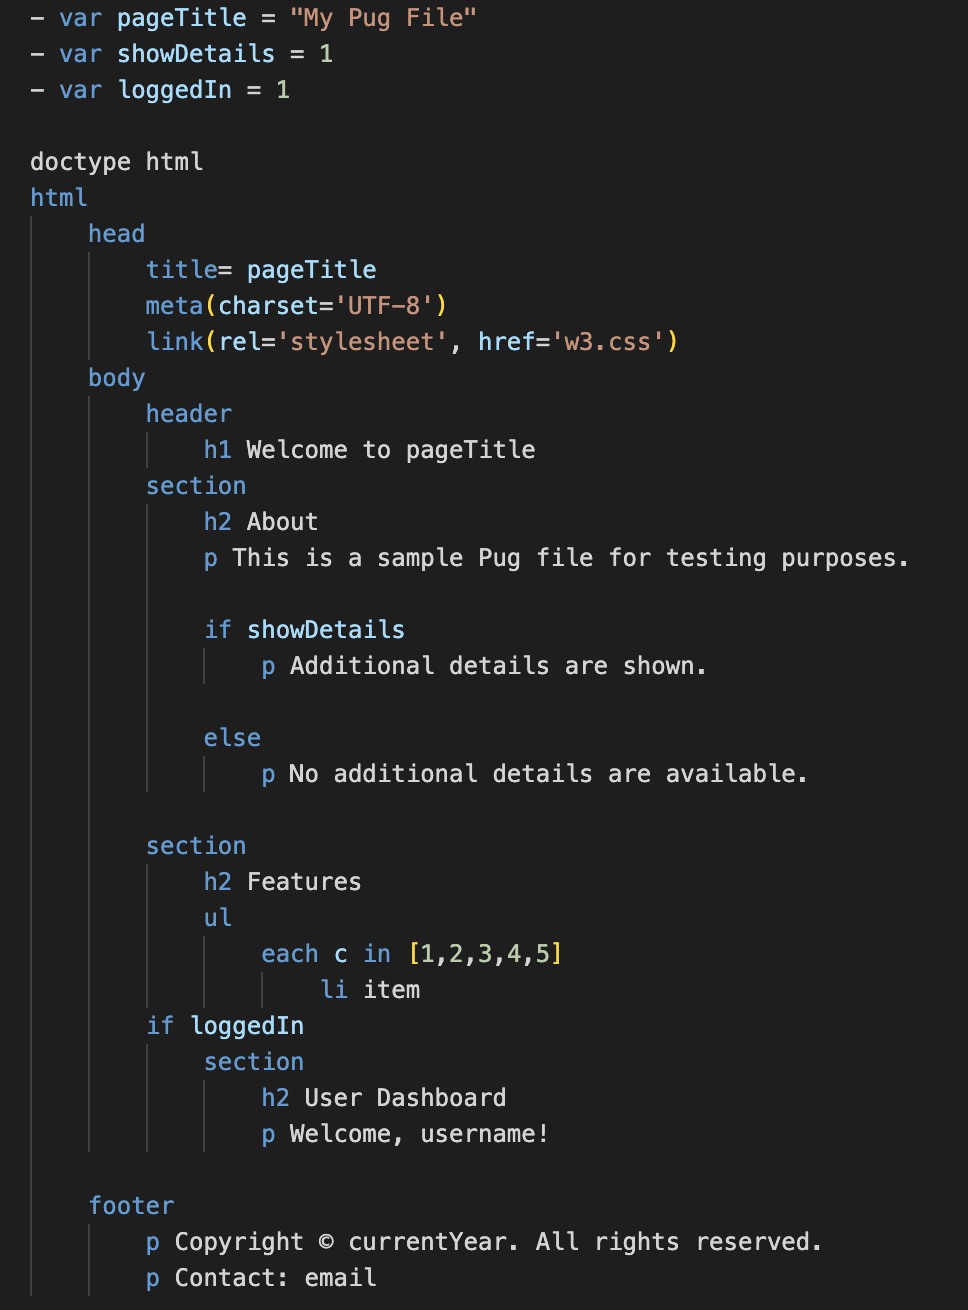 - var pageTitle = "My Pug File"
- var showDetails = 1
- var loggedIn = 1

doctype html
html
    head
        title= pageTitle
        meta(charset='UTF-8')
        link(rel='stylesheet', href='w3.css')
    body
        header
            h1 Welcome to pageTitle
        section
            h2 About
            p This is a sample Pug file for testing purposes.

            if showDetails
                p Additional details are shown.

            else
                p No additional details are available.

        section
            h2 Features
            ul
                each c in [1,2,3,4,5]
                    li item
        if loggedIn
            section
                h2 User Dashboard
                p Welcome, username!

    footer
        p Copyright © currentYear. All rights reserved.
        p Contact: email